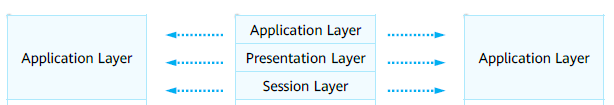 Application Layer
Application Layer
Presentation Layer
Session Layer
Application Layer